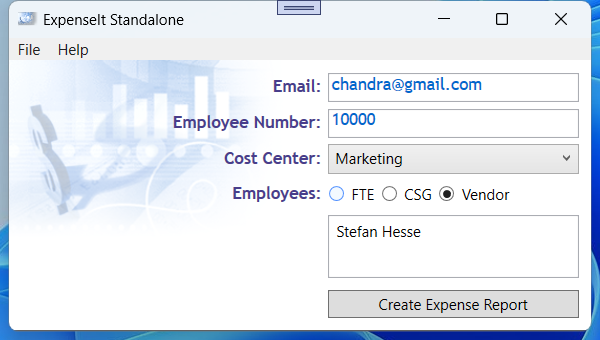 ExpenseIt Standalone
File Help
Email: chandra@gmail.com
Employee Number: 10000
Cost Center: Marketing
Employees: FTE CSG Vendor
Stefan Hesse
Create Expense Report